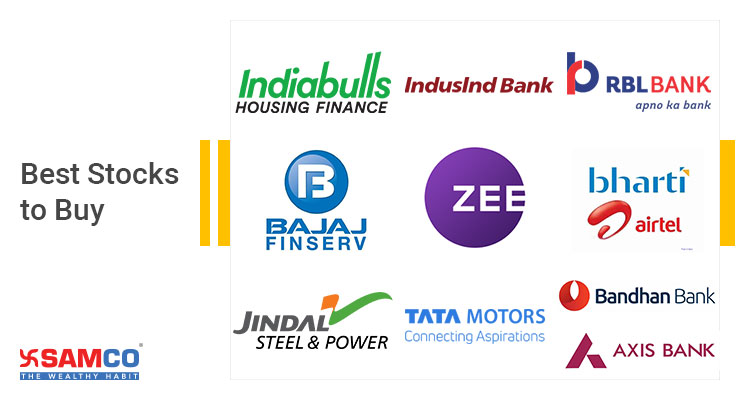 Best Stocks
to Buy
SAMCO
THE WEALTHY HABIT
Indiabulls
HOUSING FINANCE
IndusInd Bank
RBL BANK
apno ka bank
BAJAJ
FINSERV
ZEE
bharti
airtel
JINDAL
STEEL & POWER
TATA MOTORS
Connecting Aspirations
Bandhan Bank
AXIS BANK